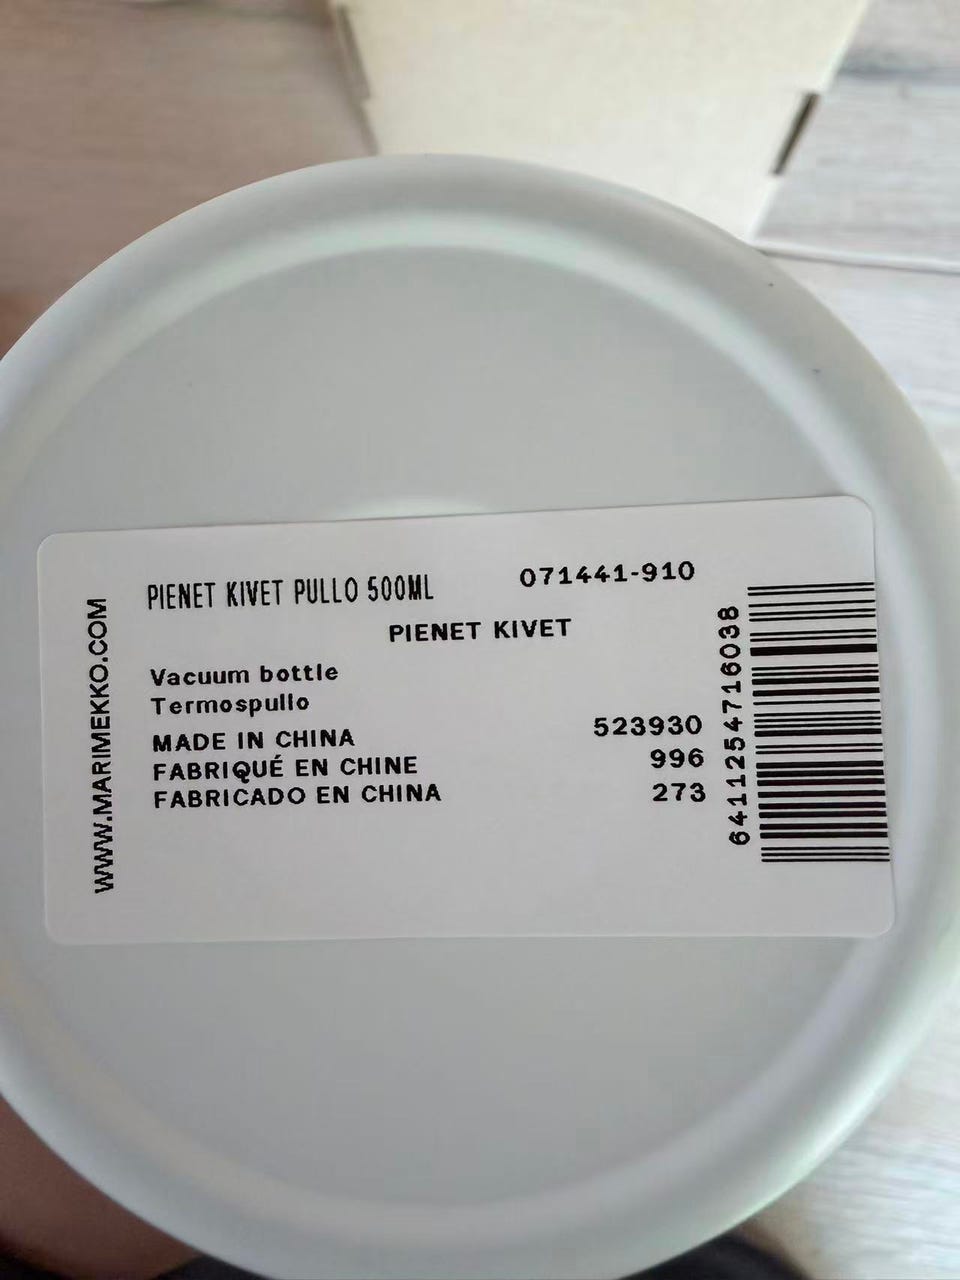 PIENET KIVET PULLO 500ML
071441-910
PIENET KIVET
Vacuum bottle
Termospullo
MADE IN CHINA
FABRIQUÉ EN CHINE
FABRICADO EN CHINA
523930
996
273
6411254716038
WWW.MARIMEKKO.COM